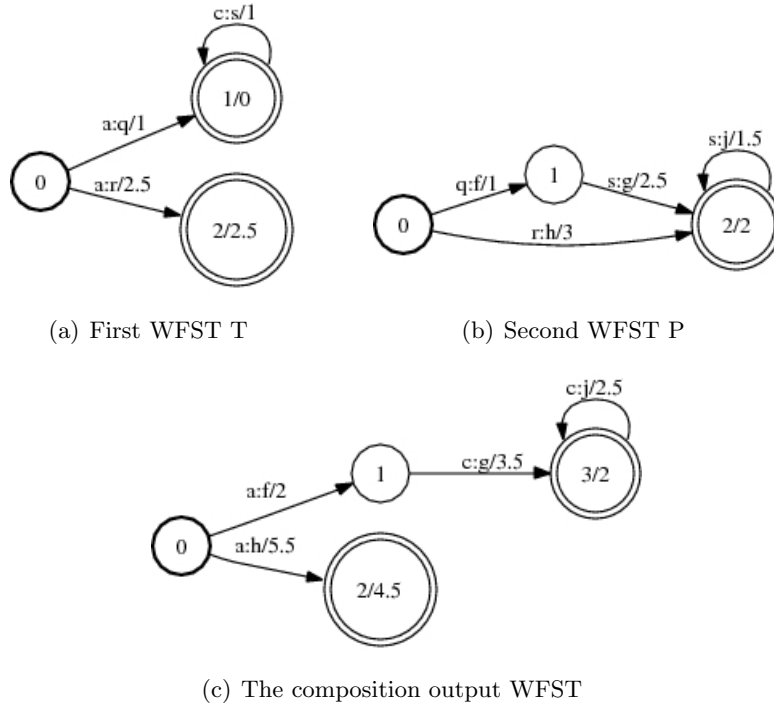 c:s/1
1/0
a:q/1
0
a:r/2.5
2/2.5
(a) First WFST T
s:j/1.5
1
q:f/1
s:g/2.5
0
2/2
r:h/3
(b) Second WFST P
c:j/2.5
1
c:g/3.5
3/2
a:f/2
0
a:h/5.5
2/4.5
(c) The composition output WFST